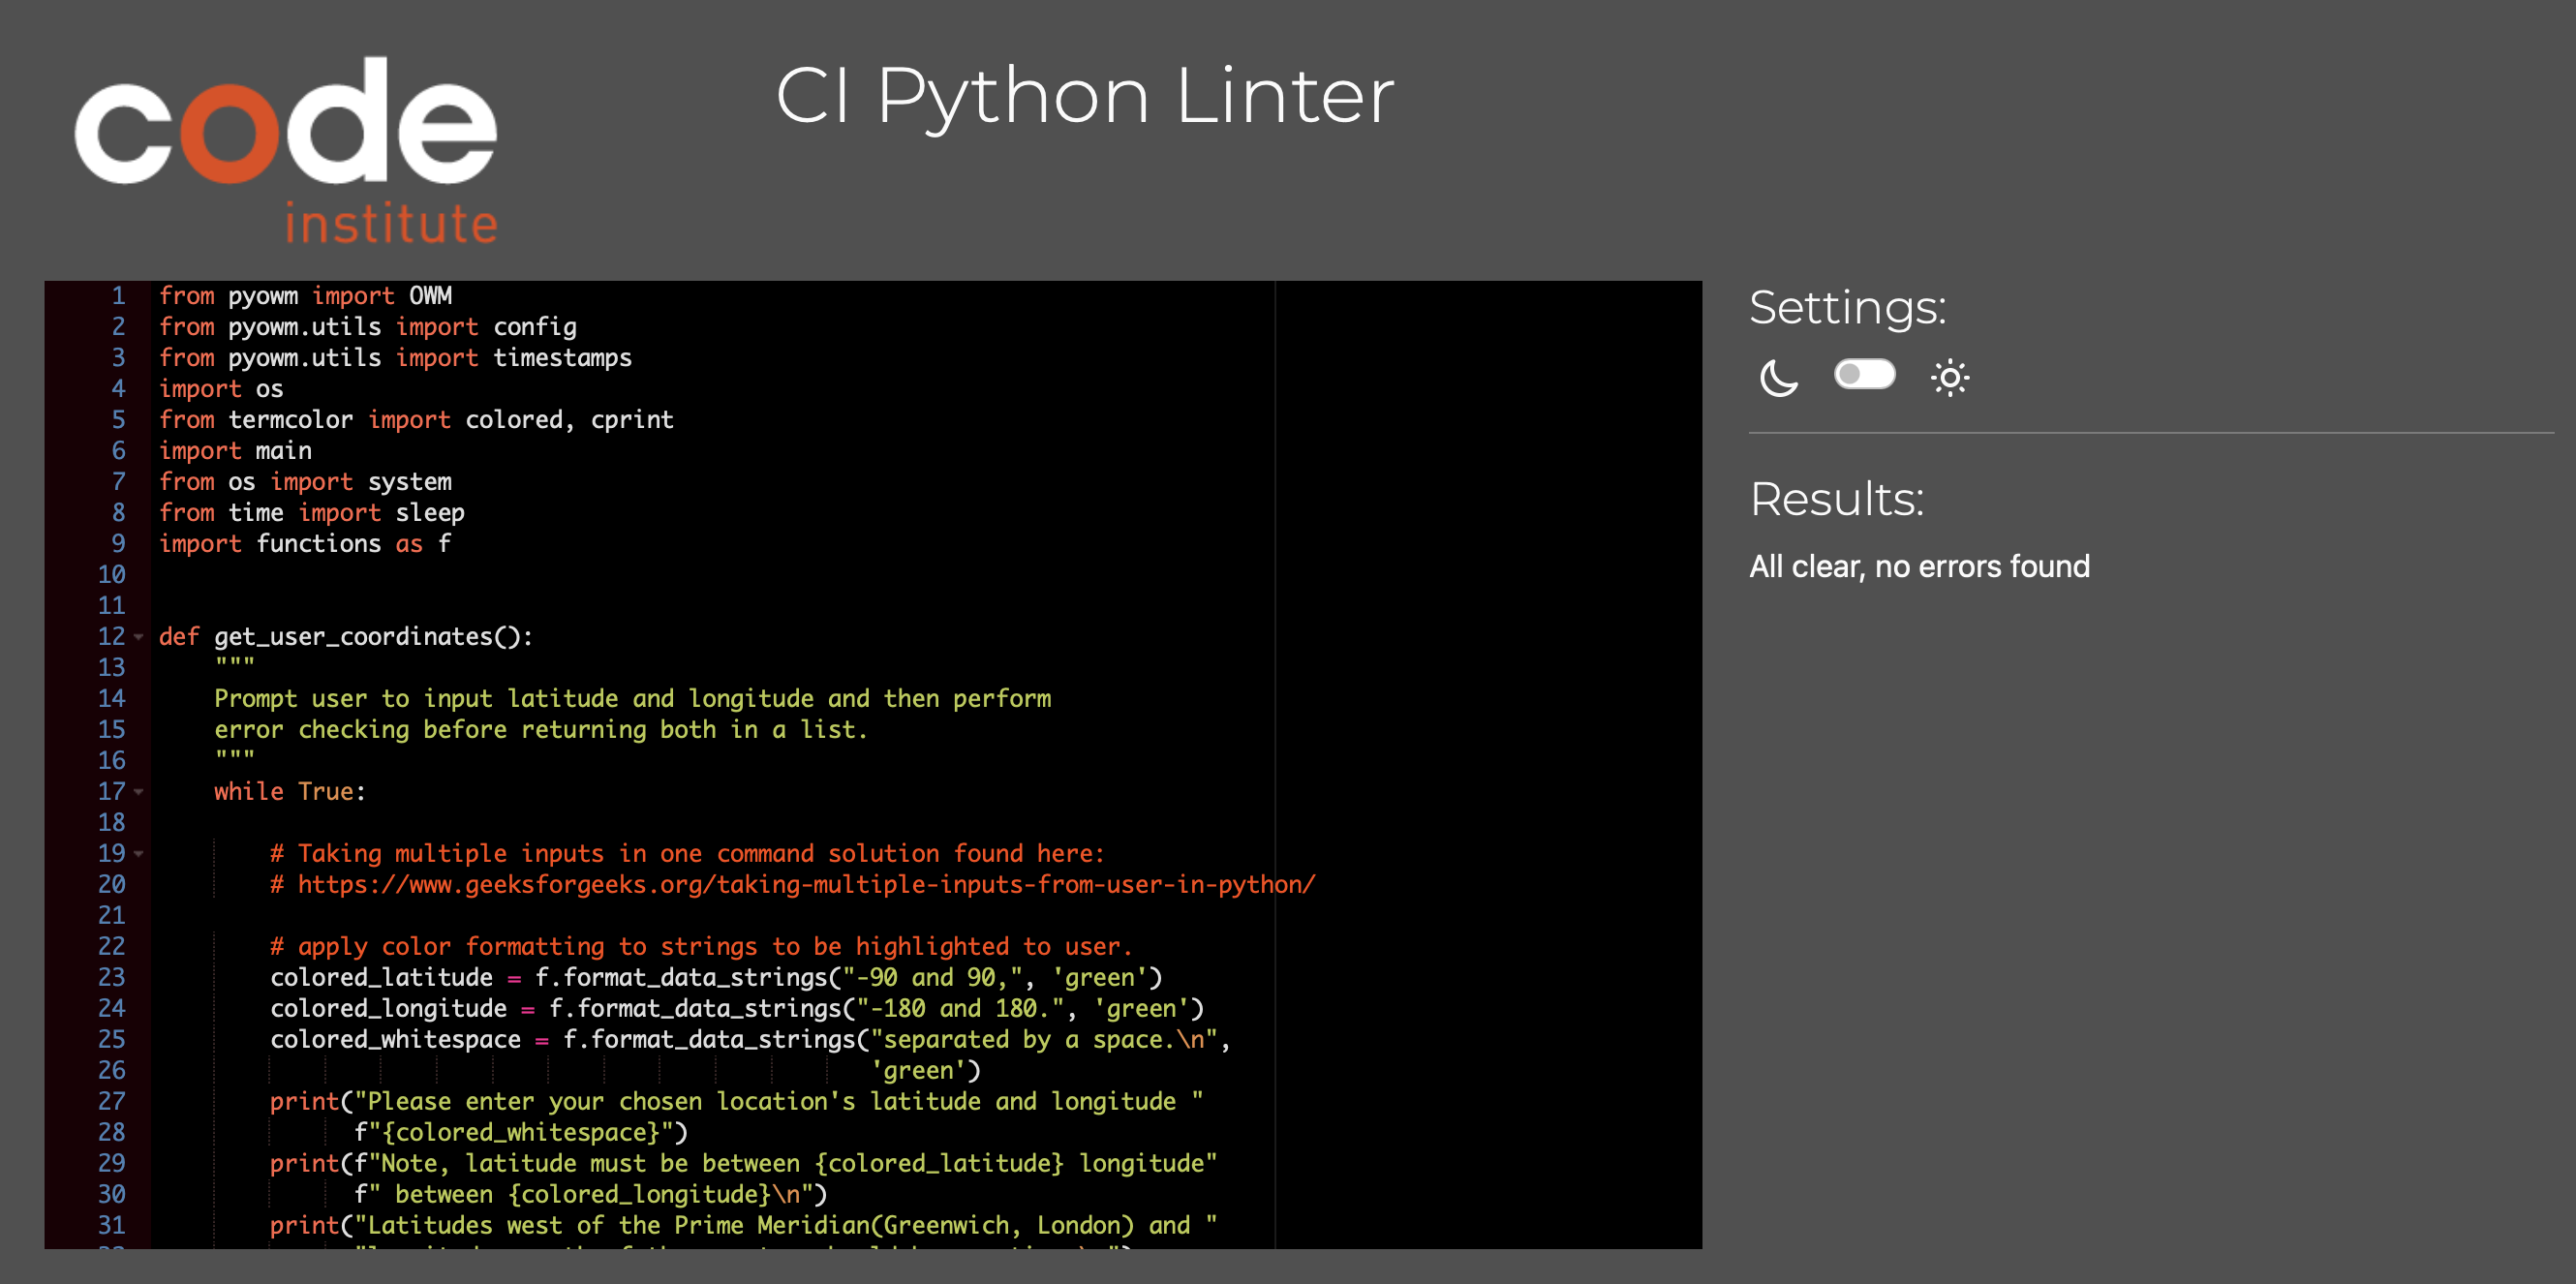 code
institute
CI Python Linter
1 from pyowm import OWM
2 from pyowm.utils import config
3 from pyowm.utils import timestamps
4 import os
5 from termcolor import colored, cprint
6 import main
7 from os import system
8 from time import sleep
9 import functions as f
10
11
12 def get_user_coordinates():
13     """
14     Prompt user to input latitude and longitude and then perform
15     error checking before returning both in a list.
16     """
17     while True:
18
19         # Taking multiple inputs in one command solution found here:
20         # https://www.geeksforgeeks.org/taking-multiple-inputs-from-user-in-python/
21
22         # apply color formatting to strings to be highlighted to user.
23         colored_latitude = f.format_data_strings("-90 and 90,", 'green')
24         colored_longitude = f.format_data_strings("-180 and 180.", 'green')
25         colored_whitespace = f.format_data_strings("separated by a space.\n",
26                                                    'green')
27         print("Please enter your chosen location's latitude and longitude "
28               f"{colored_whitespace}")
29         print(f"Note, latitude must be between {colored_latitude} longitude"
30               f" between {colored_longitude}\n")
31         print("Latitudes west of the Prime Meridian(Greenwich, London) and "
Settings:
Results:
All clear, no errors found